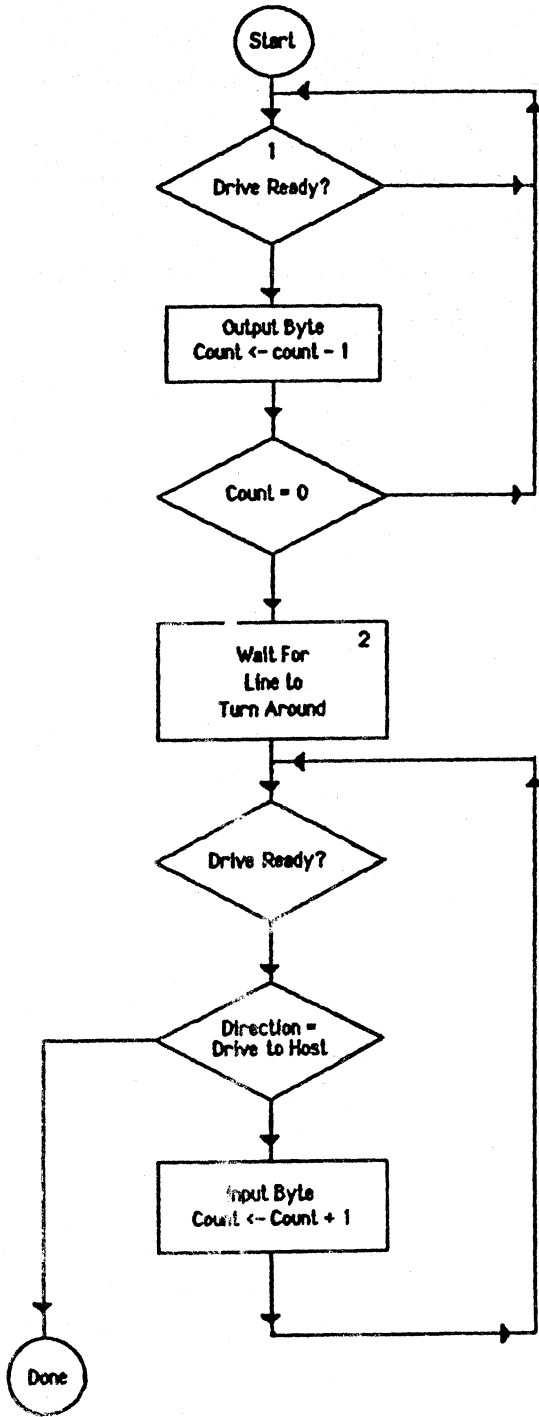 Start
1
Drive Ready?
Output Byte
Count <- count - 1
Count = 0
2
Wait For
Line to
Turn Around
Drive Ready?
Direction =
Drive to Host
Input Byte
Count <- Count + 1
Done